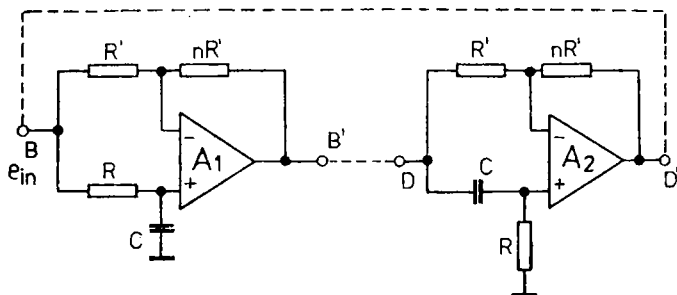 R' nR' R' nR'
B e_in R C − + A₁ B' D C R − + A₂ D'